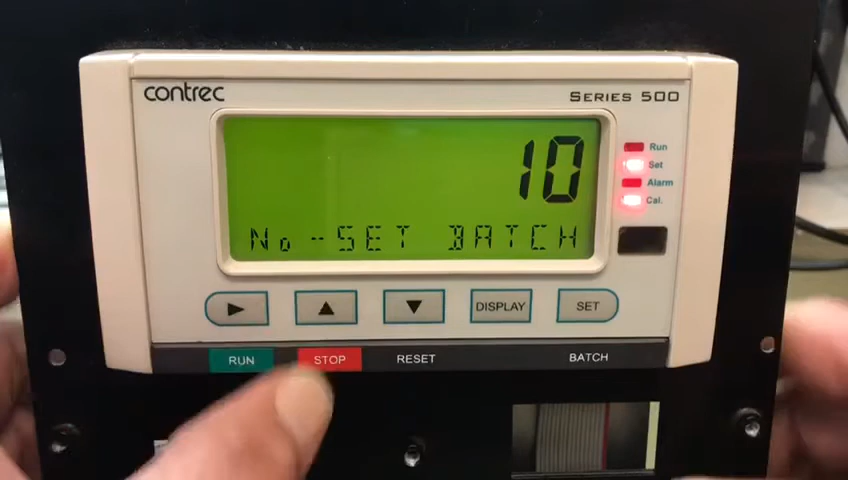 contrec SERIES 500
10
No-SET BATCH
Run
Set
Alarm
Cal.
DISPLAY SET
RUN STOP RESET BATCH